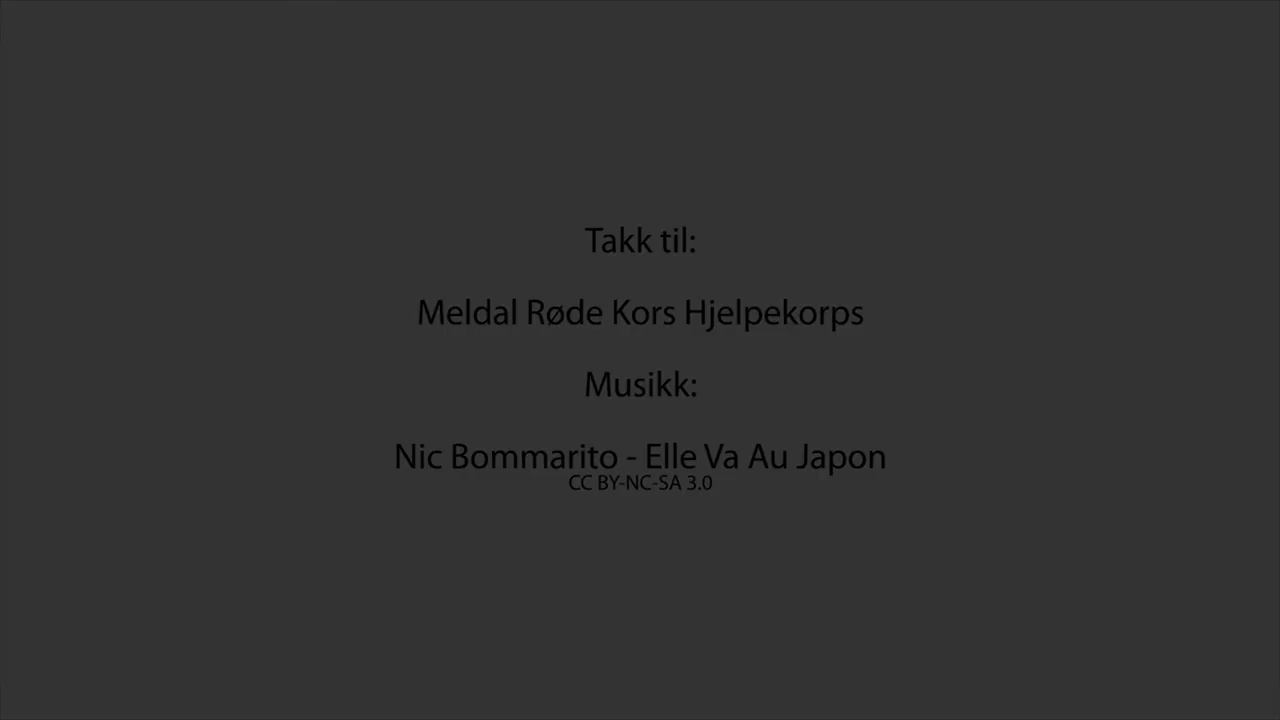 Takk til:
Meldal Røde Kors Hjelpekorps
Musikk:
Nic Bommarito - Elle Va Au Japon
CC BY-NC-SA 3.0